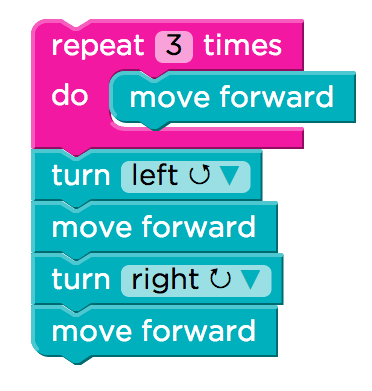 repeat 3 times
do move forward
turn left ↺ ▼
move forward
turn right ↻ ▼
move forward